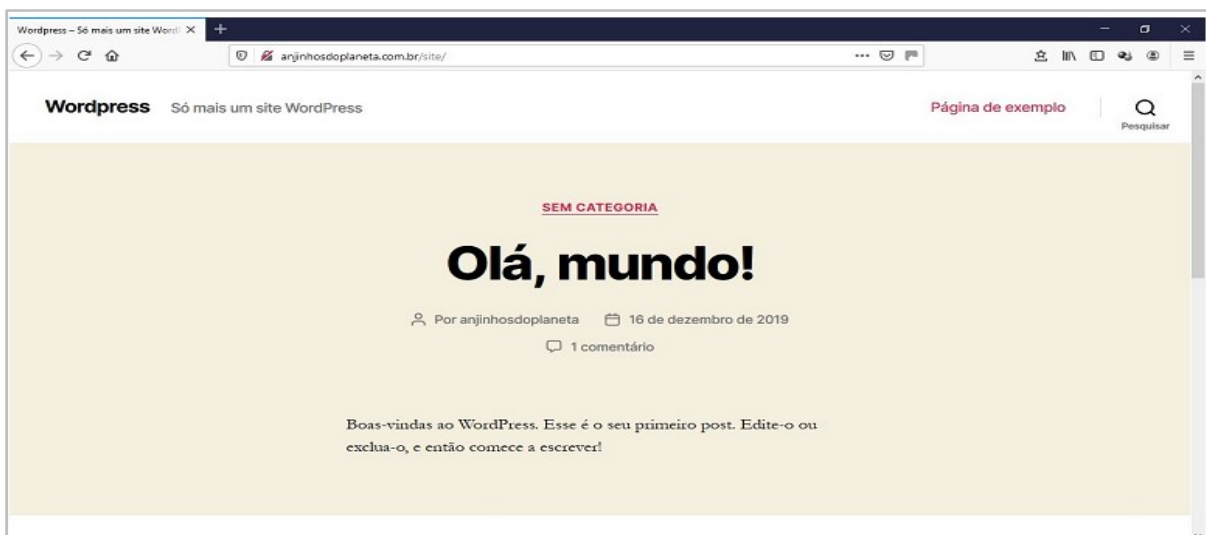 Wordpress – Só mais um site Word
anjinhosdoplaneta.com.br/site/
Wordpress Só mais um site WordPress Página de exemplo
Pesquisar
SEM CATEGORIA
Olá, mundo!
Por anjinhosdoplaneta 16 de dezembro de 2019
1 comentário
Boas-vindas ao WordPress. Esse é o seu primeiro post. Edite-o ou
exclua-o, e então comece a escrever!